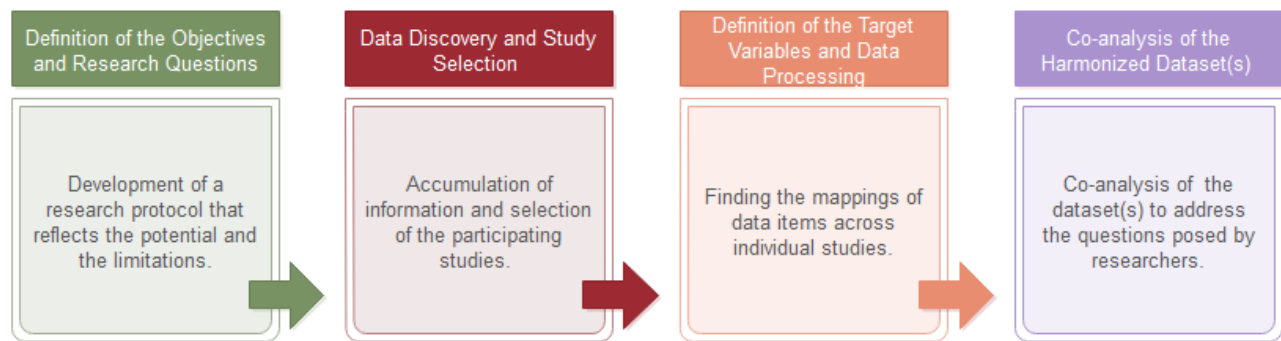 Definition of the Objectives
and Research Questions
Development of a
research protocol that
reflects the potential and
the limitations.
Data Discovery and Study
Selection
Accumulation of
information and selection
of the participating
studies.
Definition of the Target
Variables and Data
Processing
Finding the mappings of
data items across
individual studies.
Co-analysis of the
Harmonized Dataset(s)
Co-analysis of the
dataset(s) to address
the questions posed by
researchers.